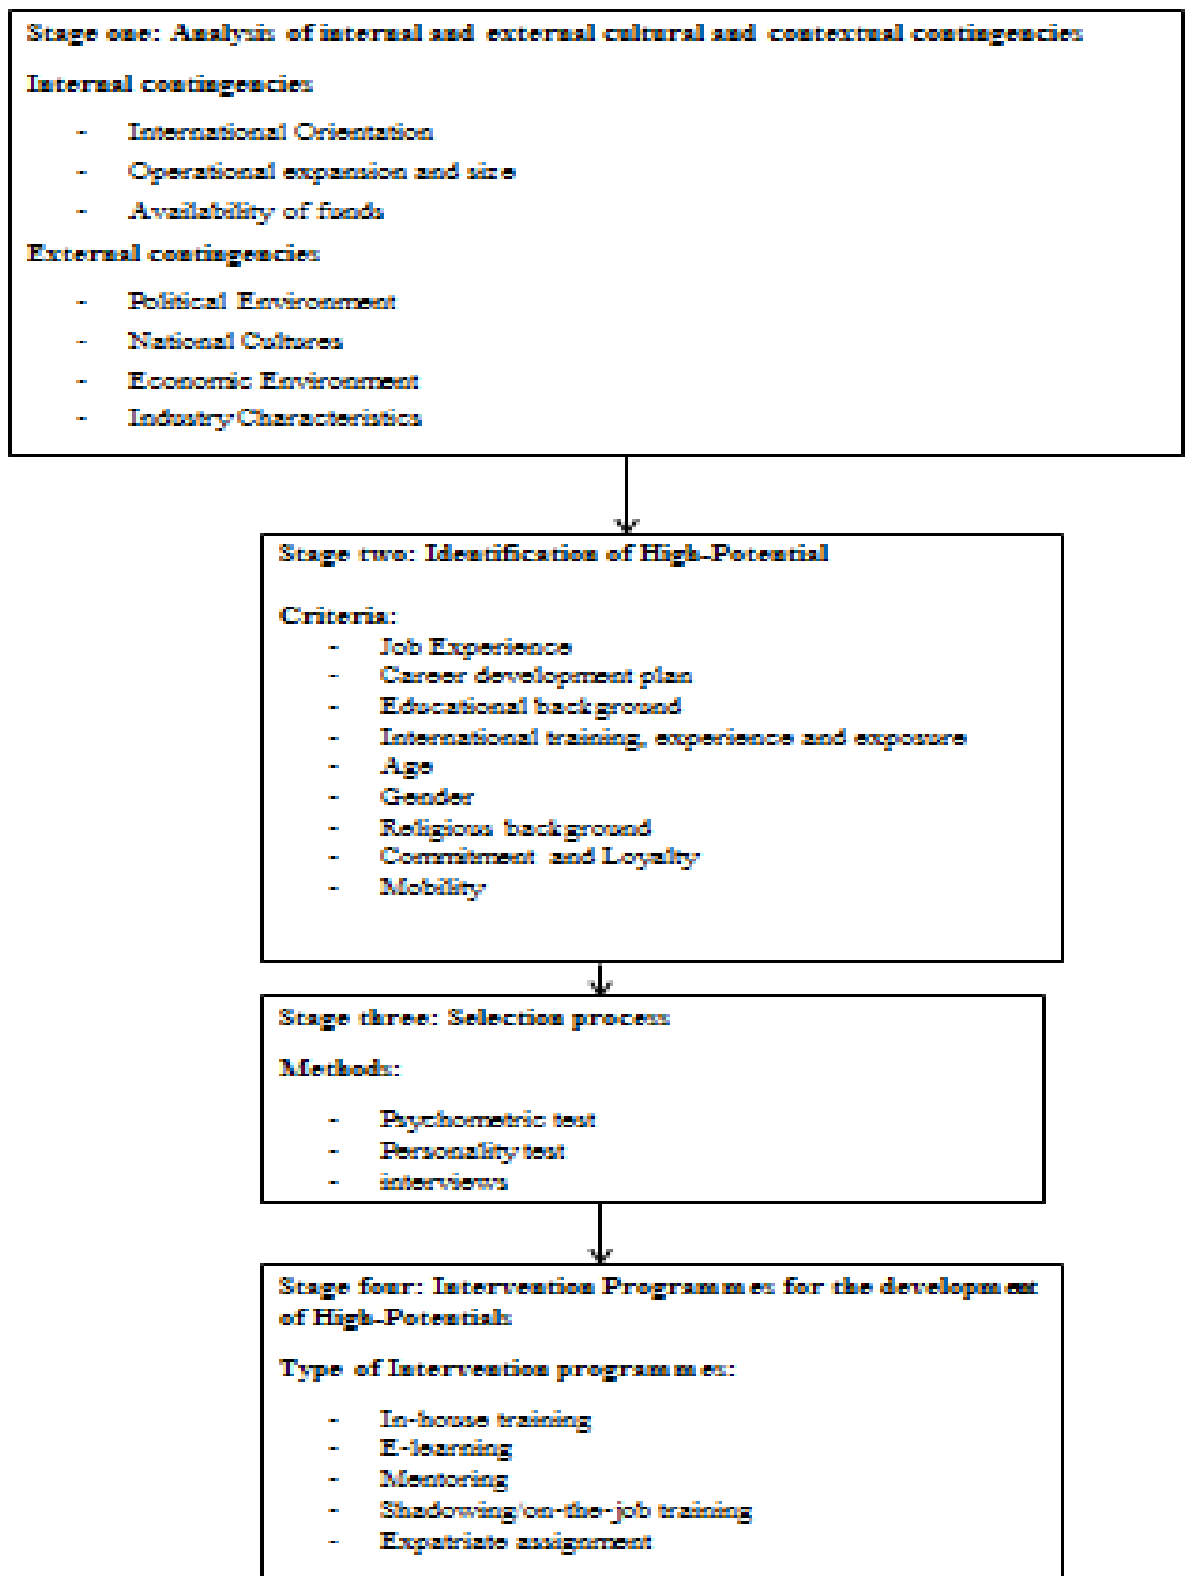 Stage one: Analysis of internal and external cultural and contextual contingencies
Internal contingencies
- International Orientation
- Operational expansion and size
- Availability of funds
External contingencies
- Political Environment
- National Cultures
- Economic Environment
- Industry Characteristics
Stage two: Identification of High-Potential
Criteria:
- Job Experience
- Career development plan
- Educational background
- International training, experience and exposure
- Age
- Gender
- Religious background
- Commitment and Loyalty
- Mobility
Stage three: Selection process
Methods:
- Psychometric test
- Personality test
- interviews
Stage four: Intervention Programmes for the development
of High-Potentials
Type of Intervention programmes:
- In-house training
- E-learning
- Mentoring
- Shadowing/on-the-job training
- Expatriate assignment